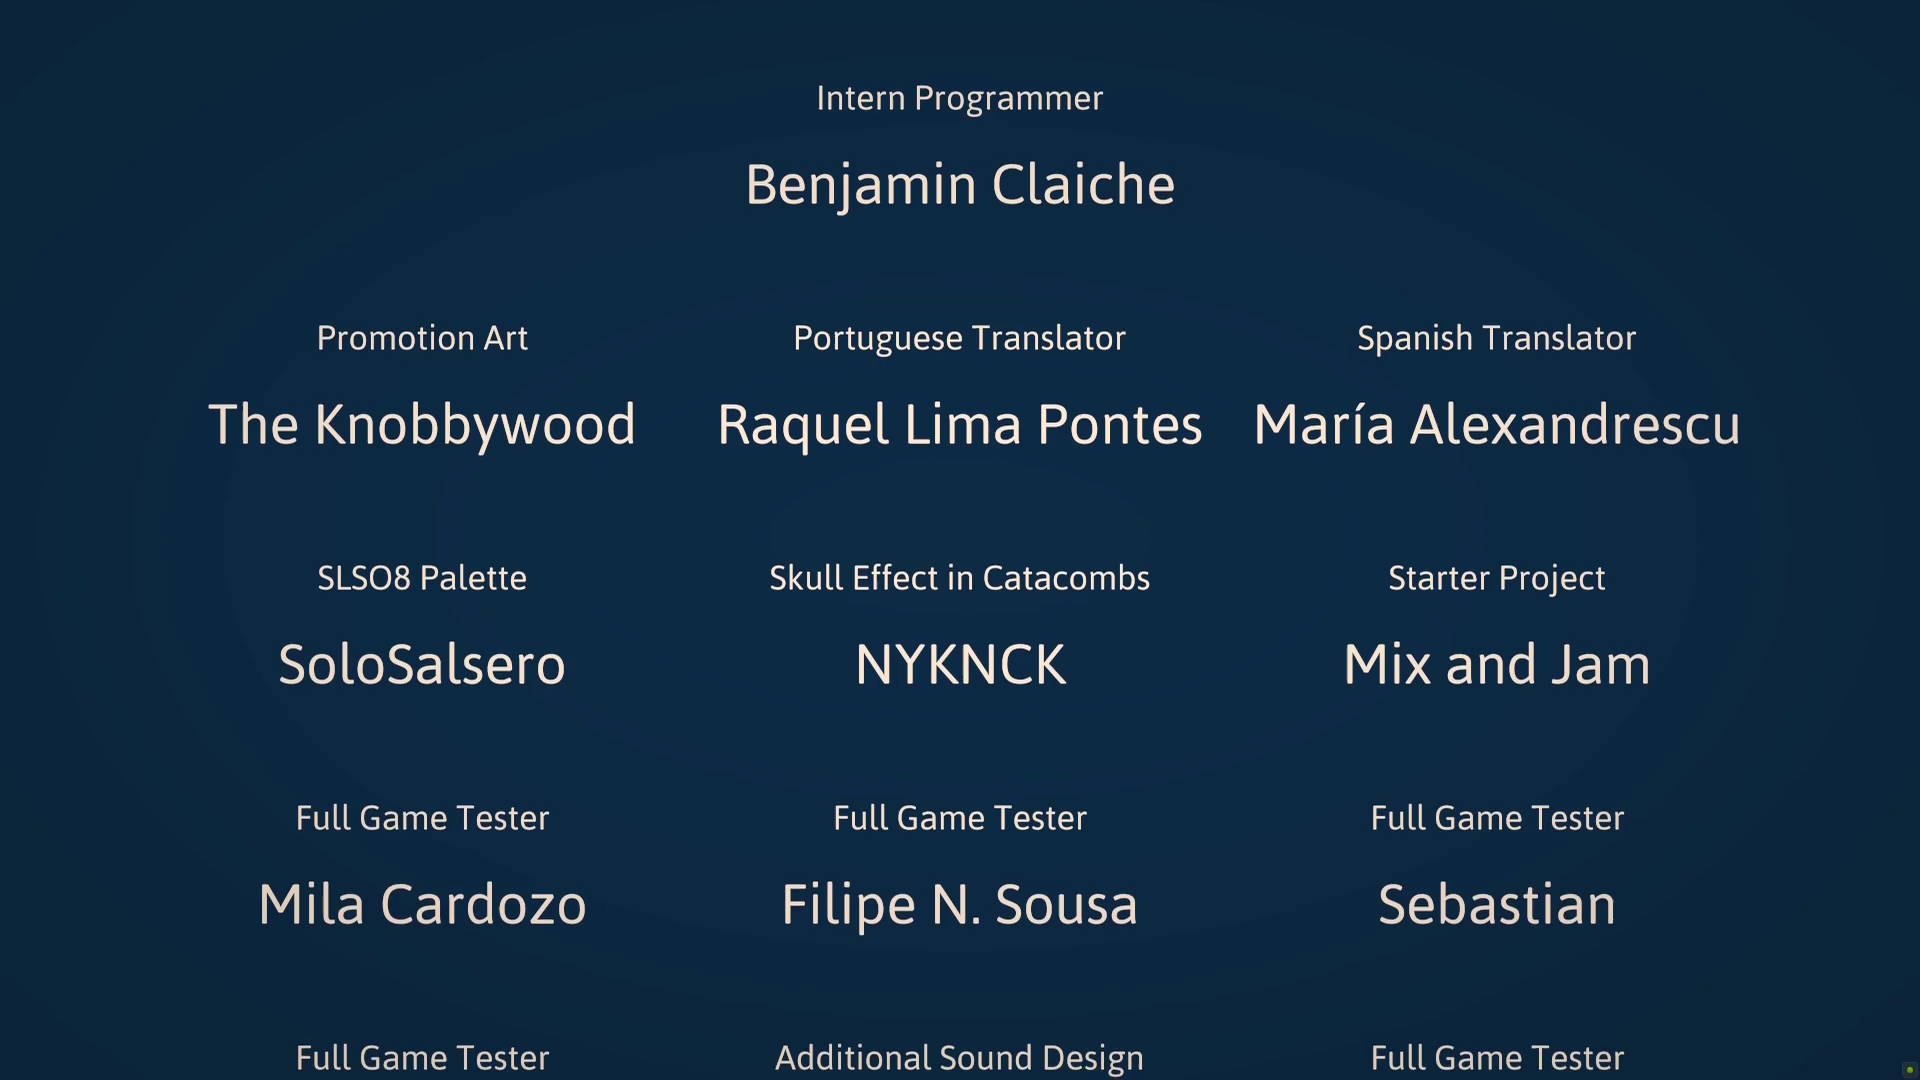 Intern Programmer
Benjamin Claiche
Promotion Art
The Knobbywood
Portuguese Translator
Raquel Lima Pontes
Spanish Translator
María Alexandrescu
SLSO8 Palette
SoloSalsero
Skull Effect in Catacombs
NYKNCK
Starter Project
Mix and Jam
Full Game Tester
Mila Cardozo
Full Game Tester
Filipe N. Sousa
Full Game Tester
Sebastian
Full Game Tester
Additional Sound Design
Full Game Tester